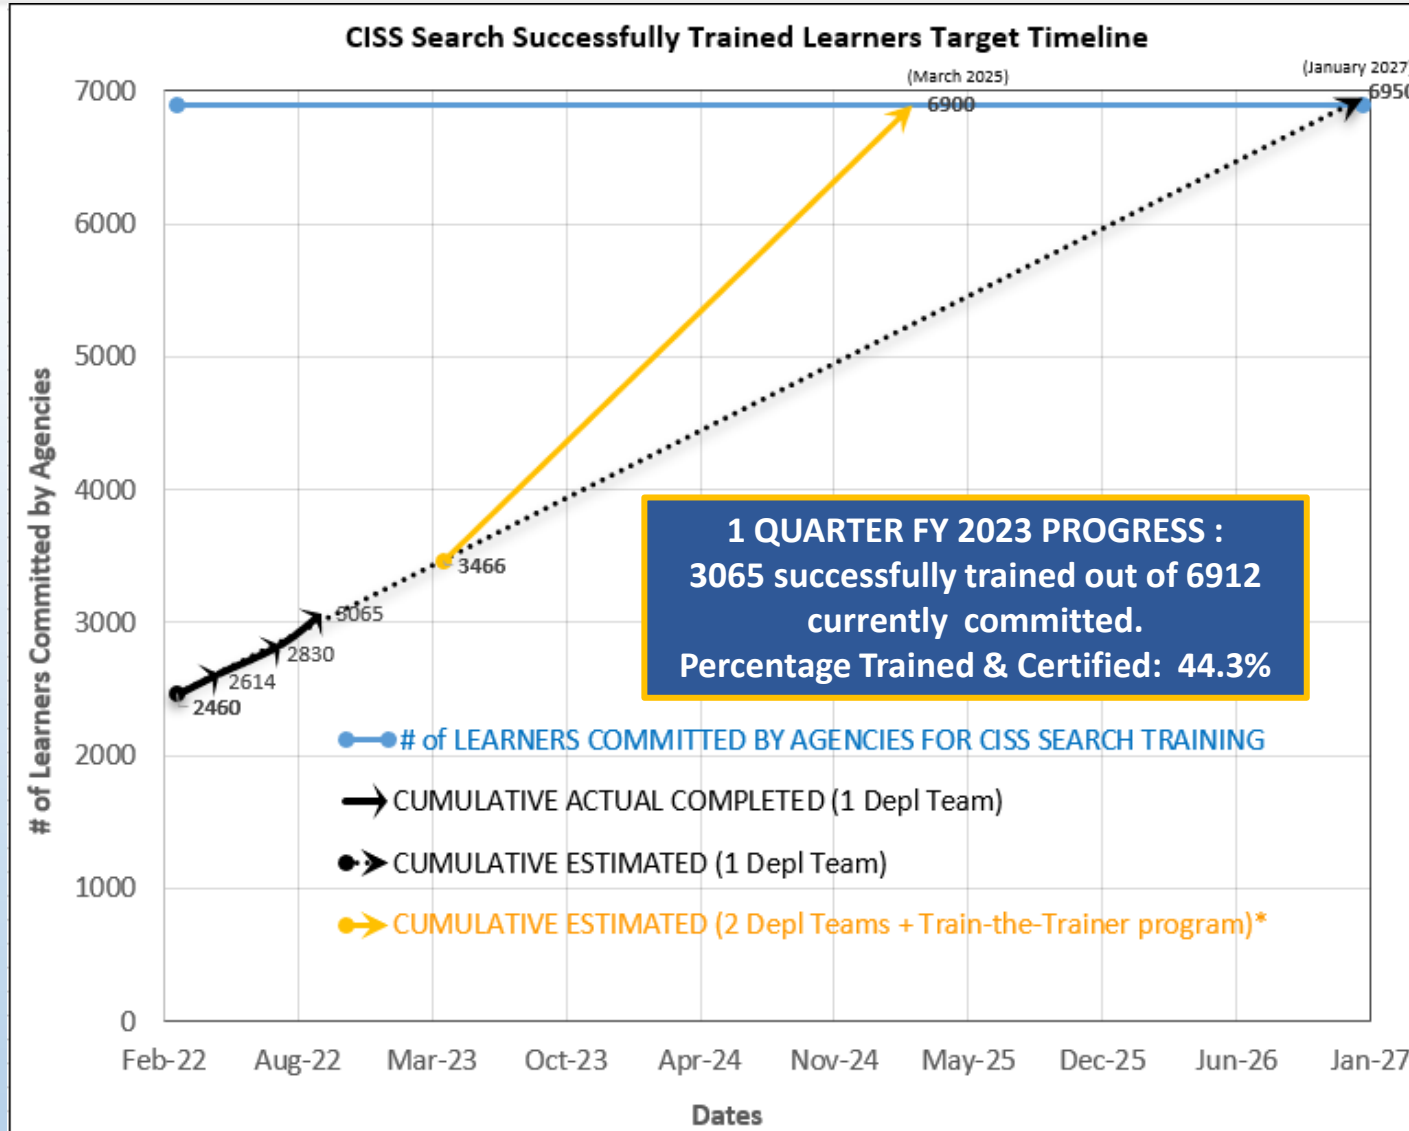 CISS Search Successfully Trained Learners Target Timeline
(March 2025)
(January 2027)
7000
6900
6950
6000
5000
4000
3000
2000
1000
0
# of Learners Committed by Agencies
3466
3065
2830
2614
2460
1 QUARTER FY 2023 PROGRESS :
3065 successfully trained out of 6912
currently committed.
Percentage Trained & Certified: 44.3%
# of LEARNERS COMMITTED BY AGENCIES FOR CISS SEARCH TRAINING
CUMULATIVE ACTUAL COMPLETED (1 Depl Team)
CUMULATIVE ESTIMATED (1 Depl Team)
CUMULATIVE ESTIMATED (2 Depl Teams + Train-the-Trainer program)*
Feb-22 Aug-22 Mar-23 Oct-23 Apr-24 Nov-24 May-25 Dec-25 Jun-26 Jan-27
Dates